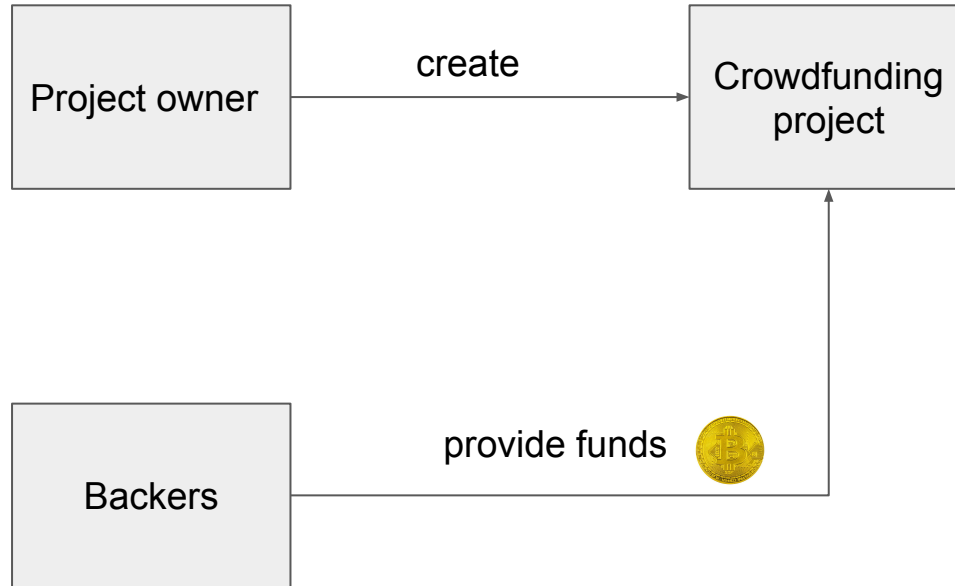 create
Project owner
Crowdfunding
project
provide funds
Backers